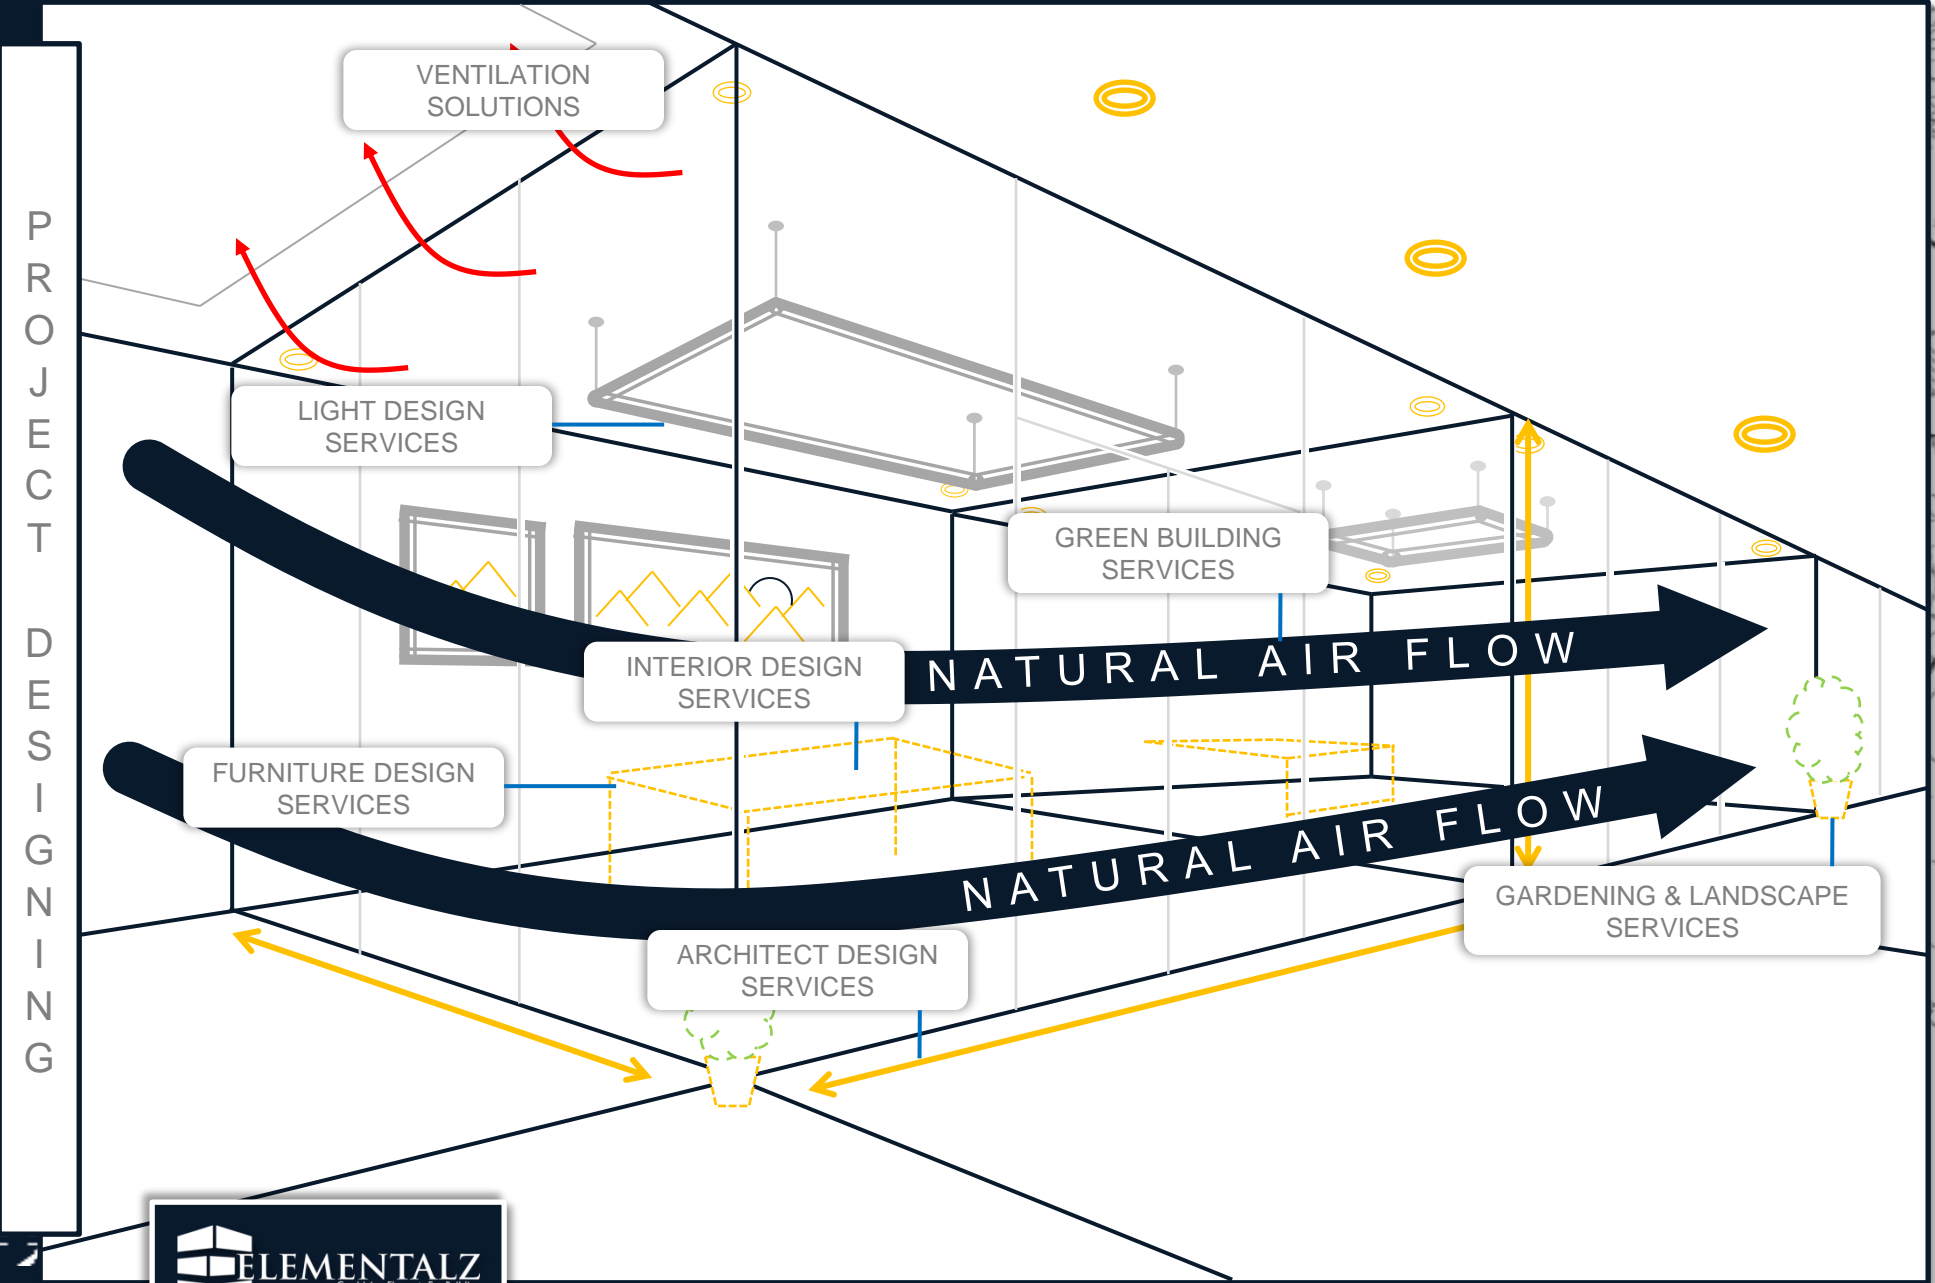 PROJECT DESIGNING
VENTILATION
SOLUTIONS
LIGHT DESIGN
SERVICES
GREEN BUILDING
SERVICES
INTERIOR DESIGN
SERVICES
NATURAL AIR FLOW
FURNITURE DESIGN
SERVICES
NATURAL AIR FLOW
GARDENING & LANDSCAPE
SERVICES
ARCHITECT DESIGN
SERVICES
ELEMENTALZ